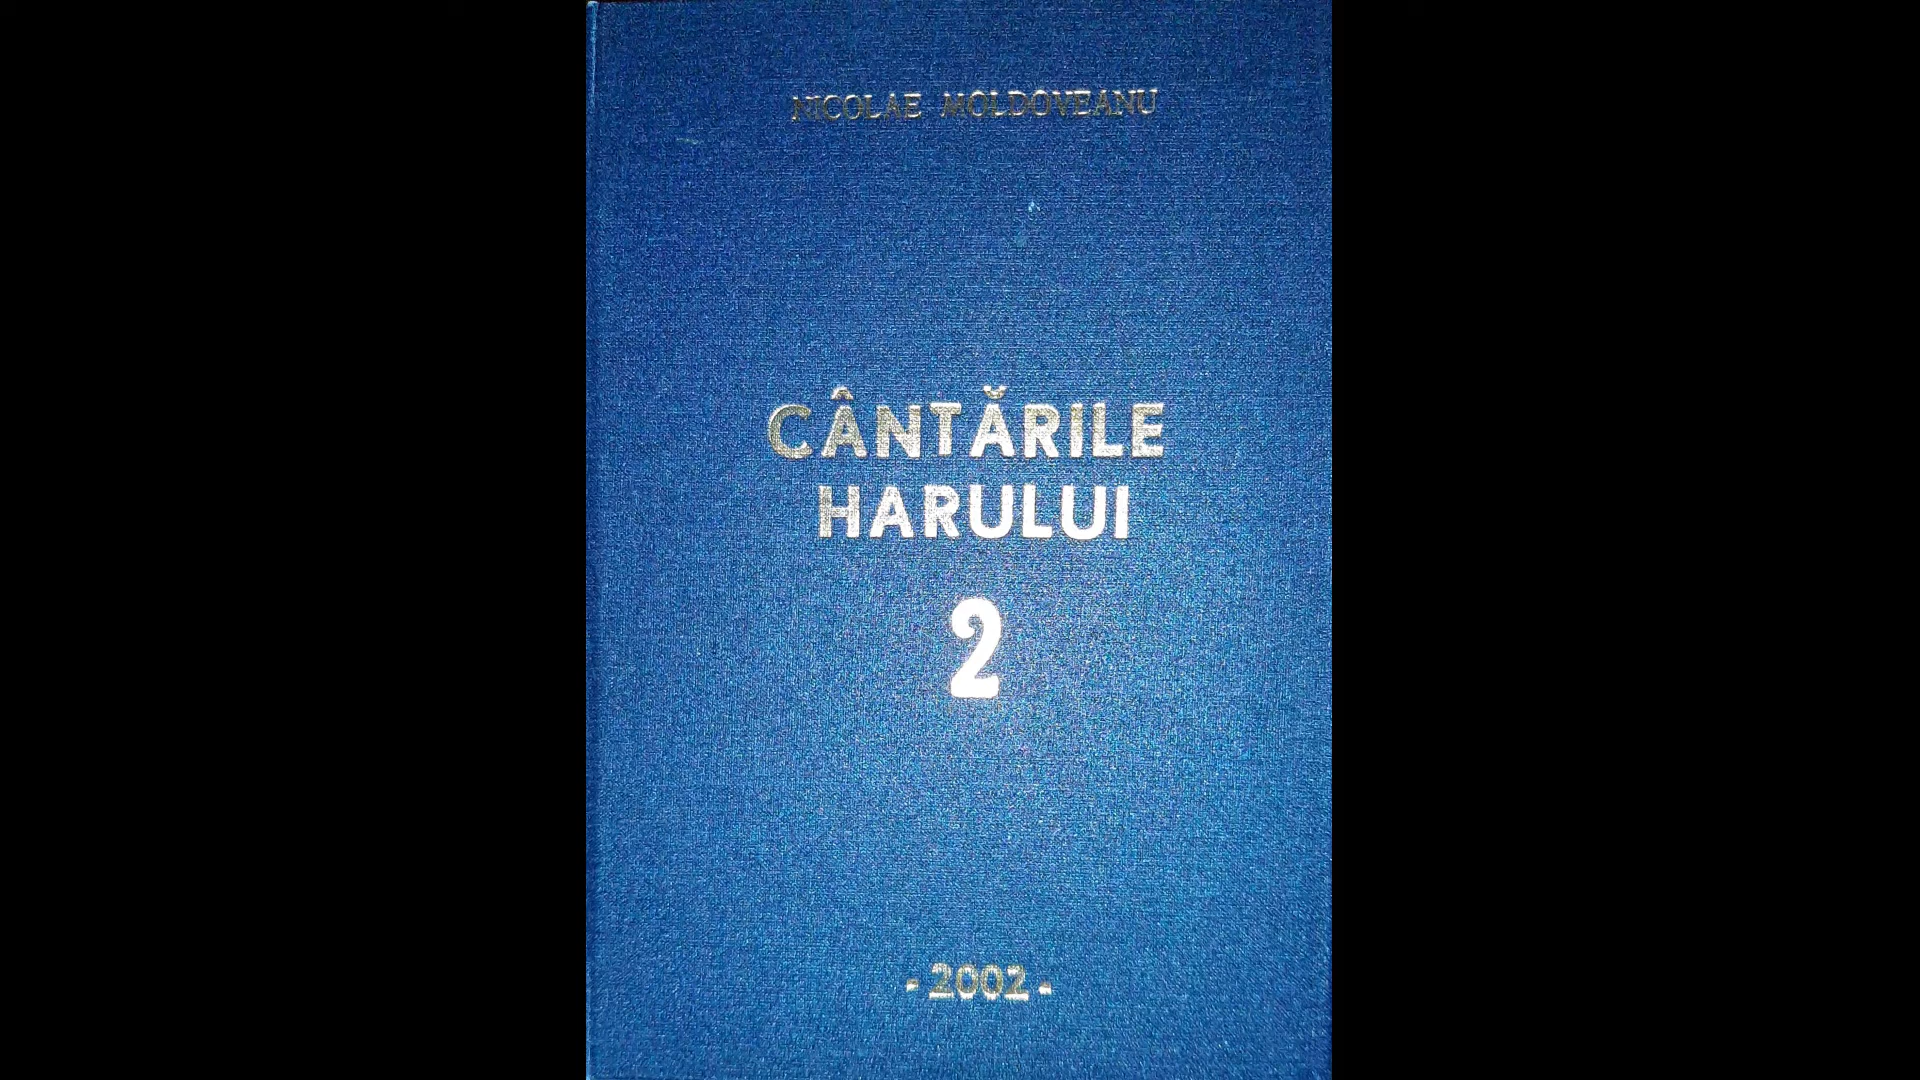 NICOLAE MOLDOVEANU
CÂNTĂRILE
HARULUI
2
- 2002 -